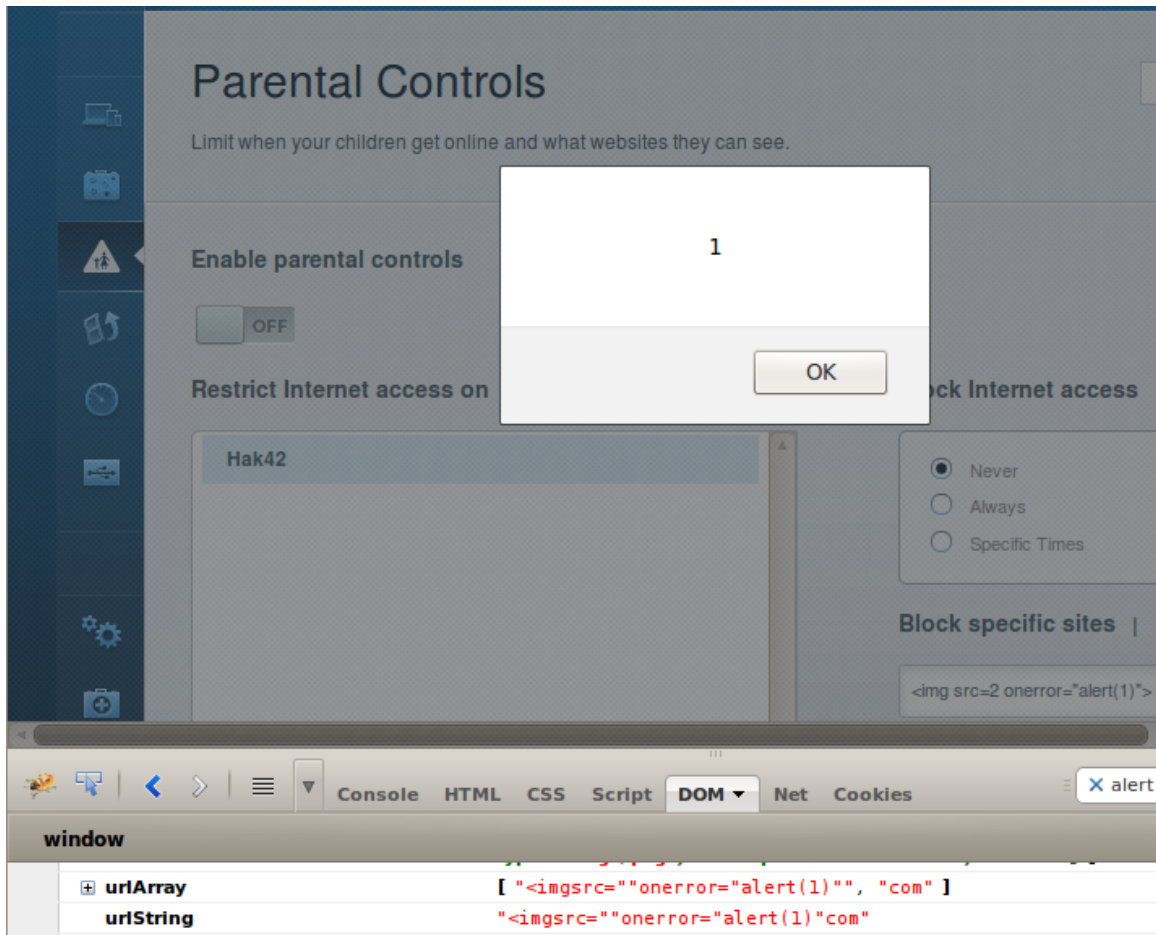 Parental Controls
Limit when your children get online and what websites they can see.
1
OK
Enable parental controls
OFF
Restrict Internet access on
ock Internet access
Hak42
Never
Always
Specific Times
Block specific sites |
<img src=2 onerror="alert(1)">
Console HTML CSS Script DOM Net Cookies
alert
window
urlArray [ "<imgsrc=""onerror="alert(1)"", "com" ]
urlString "<imgsrc=""onerror="alert(1)"com"